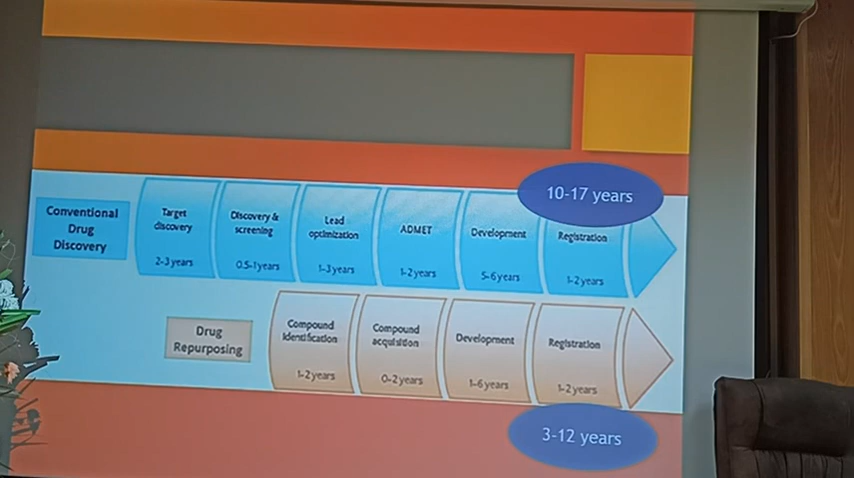 10-17 years
Conventional
Drug
Discovery
Target
discovery
2-3 years
Discovery &
screening
0.5-1 years
Lead
optimization
1-3 years
ADMET
1-2 years
Development
5-6 years
Registration
1-2 years
Drug
Repurposing
Compound
identification
1-2 years
Compound
acquisition
0-2 years
Development
1-6 years
Registration
1-2 years
3-12 years